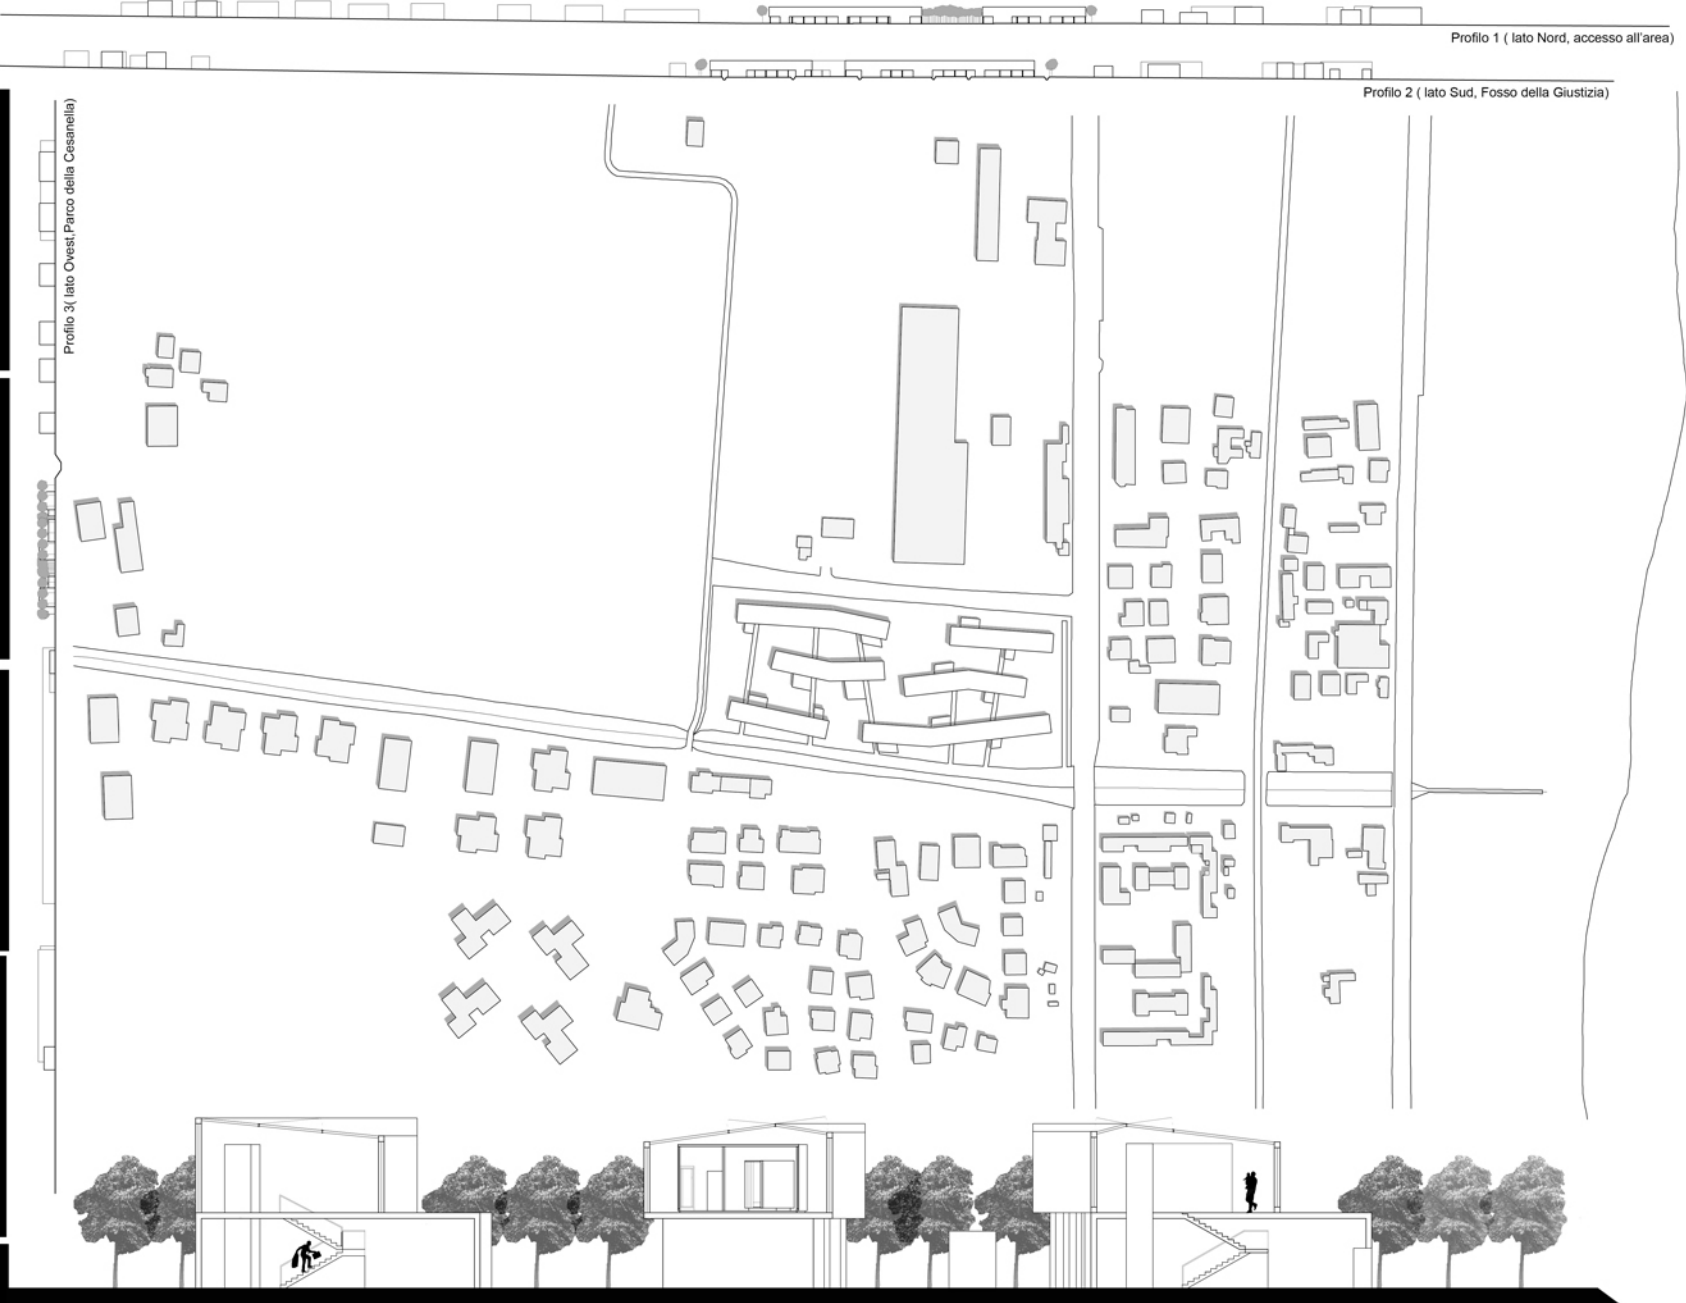 Profilo 1 ( lato Nord, accesso all'area)
Profilo 2 ( lato Sud, Fosso della Giustizia)
Profilo 3( lato Ovest,Parco della Cesanella)